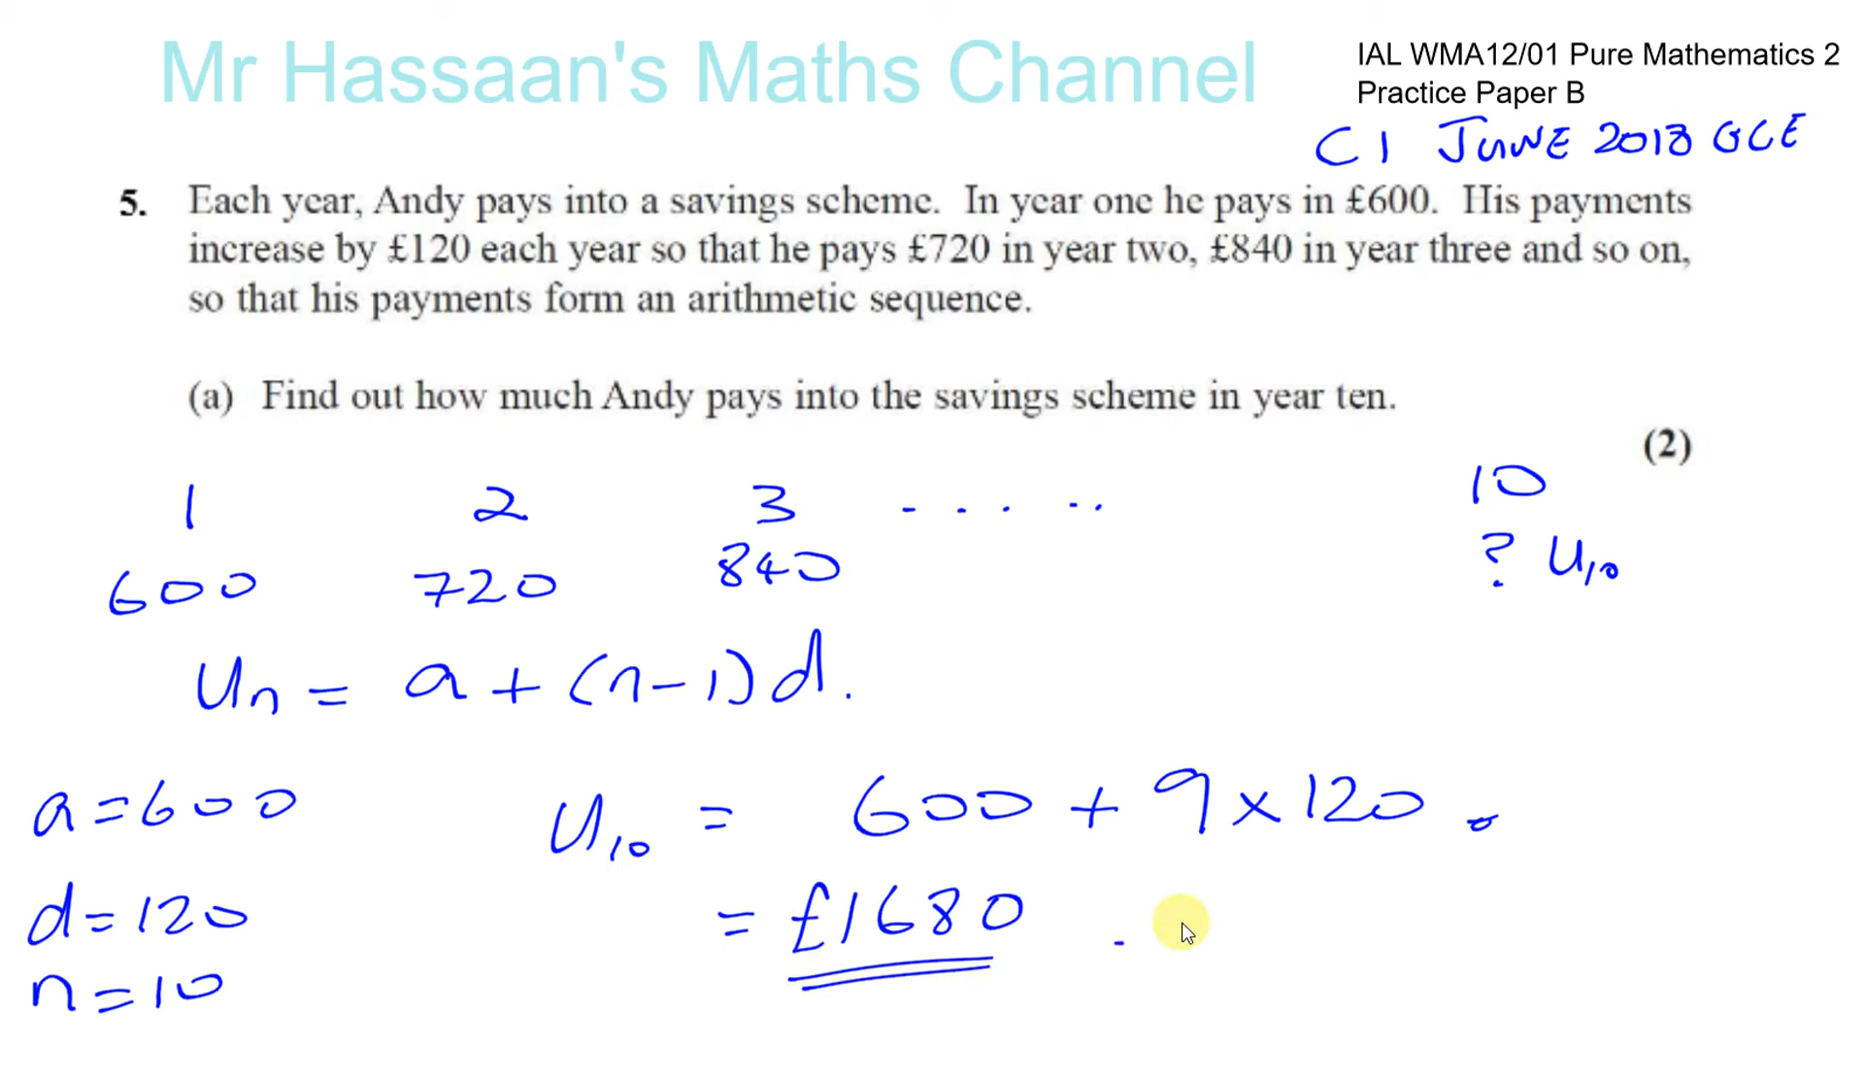 Mr Hassaan's Maths Channel
IAL WMA12/01 Pure Mathematics 2
Practice Paper B
C1 JUNE 2013 GCE
5. Each year, Andy pays into a savings scheme. In year one he pays in £600. His payments
increase by £120 each year so that he pays £720 in year two, £840 in year three and so on,
so that his payments form an arithmetic sequence.
(a) Find out how much Andy pays into the savings scheme in year ten.
(2)
1 2 3 ..... 10
600 720 840 ? U₁₀
Uₙ = a + (n-1)d.
a=600
U₁₀ = 600 + 9×120.
d=120
= £1680
n=10